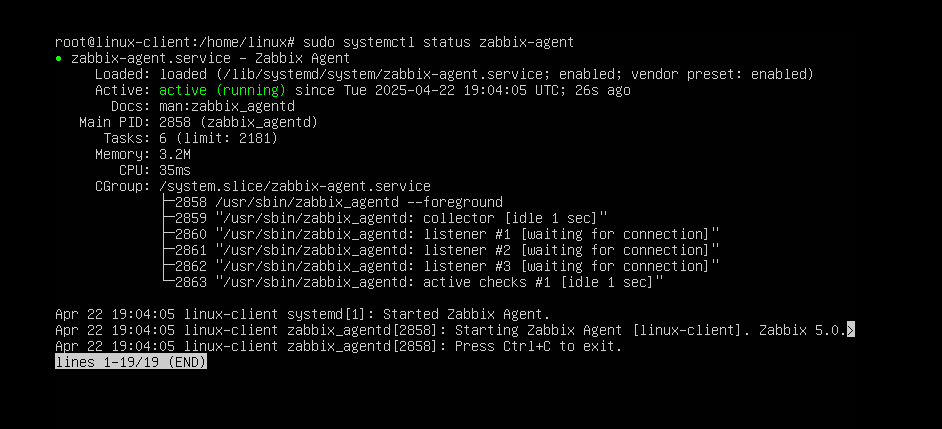 root@linux-client:/home/linux# sudo systemctl status zabbix-agent
● zabbix-agent.service - Zabbix Agent
     Loaded: loaded (/lib/systemd/system/zabbix-agent.service; enabled; vendor preset: enabled)
     Active: active (running) since Tue 2025-04-22 19:04:05 UTC; 26s ago
       Docs: man:zabbix_agentd
   Main PID: 2858 (zabbix_agentd)
      Tasks: 6 (limit: 2181)
     Memory: 3.2M
        CPU: 35ms
     CGroup: /system.slice/zabbix-agent.service
             ├─2858 /usr/sbin/zabbix_agentd --foreground
             ├─2859 "/usr/sbin/zabbix_agentd: collector [idle 1 sec]"
             ├─2860 "/usr/sbin/zabbix_agentd: listener #1 [waiting for connection]"
             ├─2861 "/usr/sbin/zabbix_agentd: listener #2 [waiting for connection]"
             ├─2862 "/usr/sbin/zabbix_agentd: listener #3 [waiting for connection]"
             └─2863 "/usr/sbin/zabbix_agentd: active checks #1 [idle 1 sec]"

Apr 22 19:04:05 linux-client systemd[1]: Started Zabbix Agent.
Apr 22 19:04:05 linux-client zabbix_agentd[2858]: Starting Zabbix Agent [linux-client]. Zabbix 5.0.>
Apr 22 19:04:05 linux-client zabbix_agentd[2858]: Press Ctrl+C to exit.
lines 1-19/19 (END)